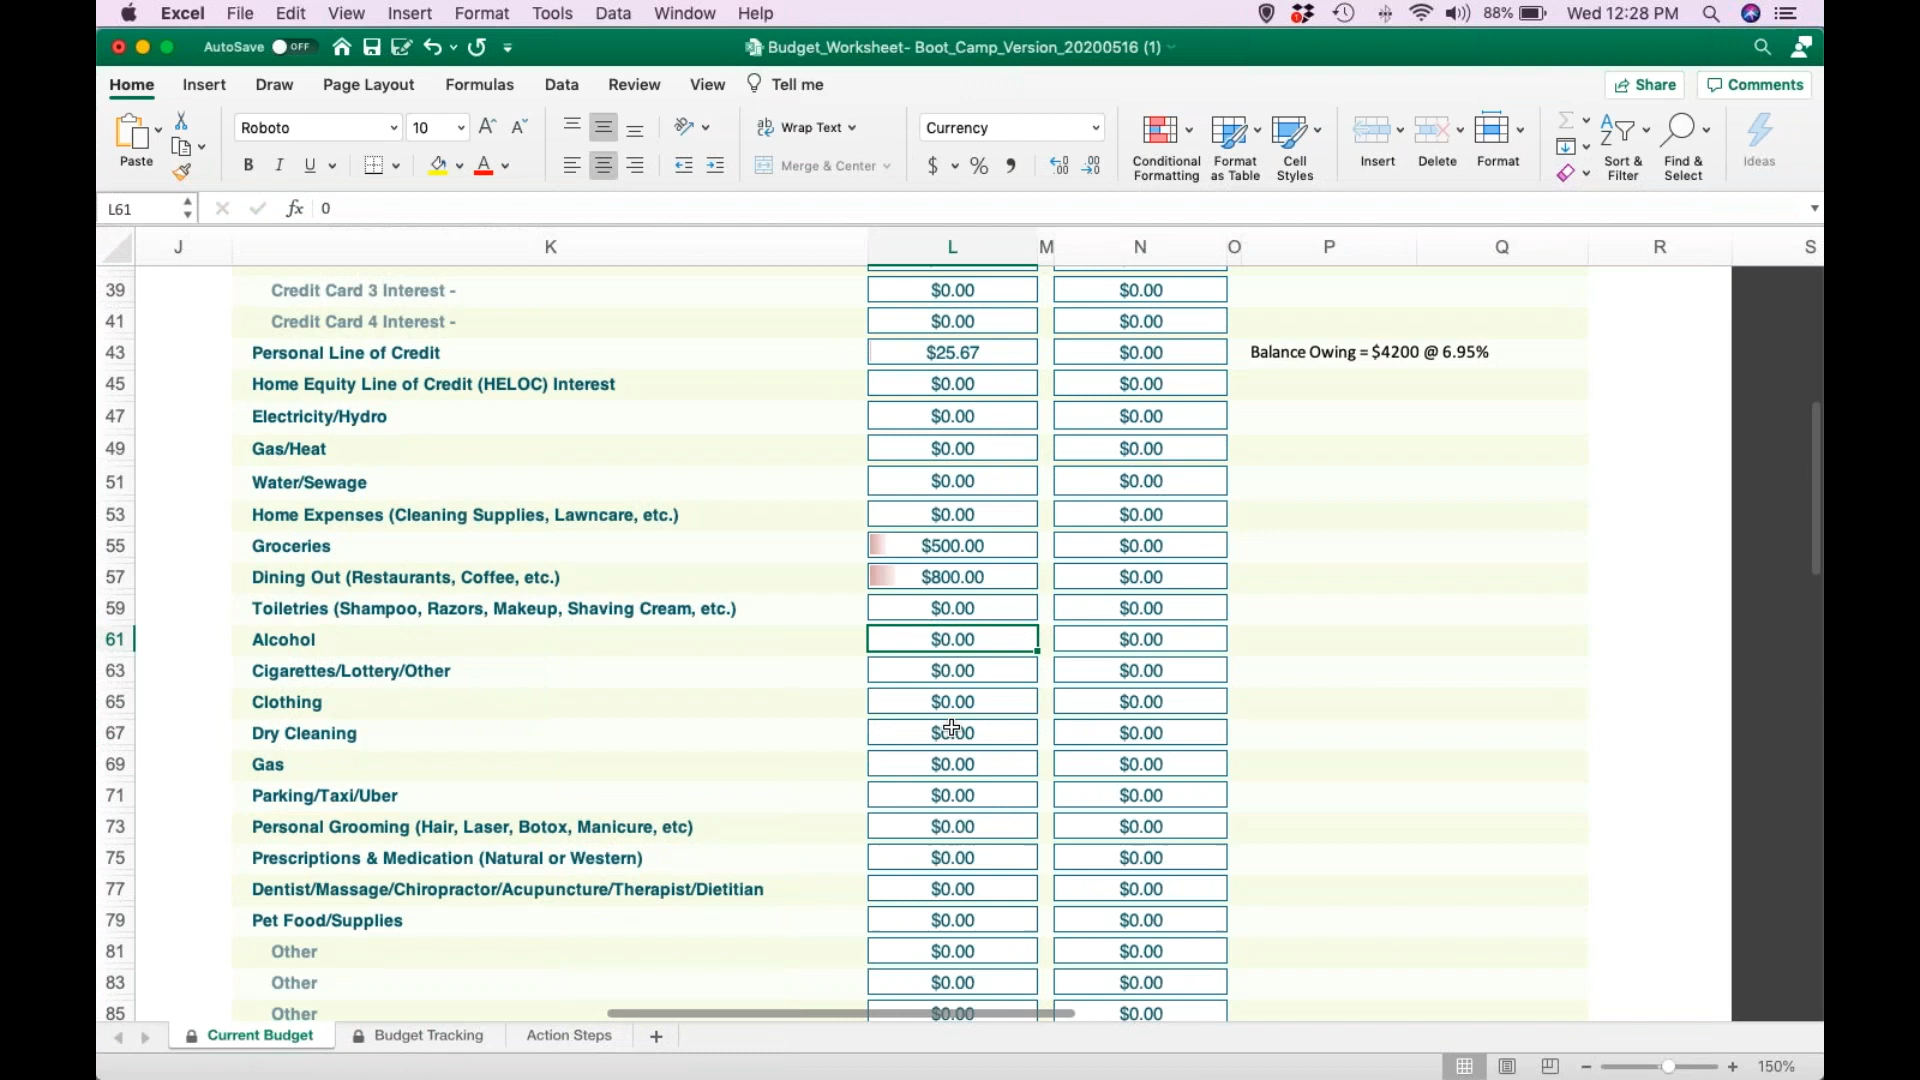 Excel File Edit View Insert Format Tools Data Window Help 88% Wed 12:28 PM
AutoSave OFF Budget_Worksheet- Boot_Camp_Version_20200516 (1)
Home Insert Draw Page Layout Formulas Data Review View Tell me Share Comments
Paste Roboto 10 Wrap Text Currency
B I U Merge & Center $ % Conditional Formatting Format as Table Cell Styles Insert Delete Format Sort & Filter Find & Select Ideas
L61 fx 0
J K L M N O P Q R S
39 Credit Card 3 Interest - $0.00 $0.00
41 Credit Card 4 Interest - $0.00 $0.00
43 Personal Line of Credit $25.67 $0.00 Balance Owing = $4200 @ 6.95%
45 Home Equity Line of Credit (HELOC) Interest $0.00 $0.00
47 Electricity/Hydro $0.00 $0.00
49 Gas/Heat $0.00 $0.00
51 Water/Sewage $0.00 $0.00
53 Home Expenses (Cleaning Supplies, Lawncare, etc.) $0.00 $0.00
55 Groceries $500.00 $0.00
57 Dining Out (Restaurants, Coffee, etc.) $800.00 $0.00
59 Toiletries (Shampoo, Razors, Makeup, Shaving Cream, etc.) $0.00 $0.00
61 Alcohol $0.00 $0.00
63 Cigarettes/Lottery/Other $0.00 $0.00
65 Clothing $0.00 $0.00
67 Dry Cleaning $0.00 $0.00
69 Gas $0.00 $0.00
71 Parking/Taxi/Uber $0.00 $0.00
73 Personal Grooming (Hair, Laser, Botox, Manicure, etc) $0.00 $0.00
75 Prescriptions & Medication (Natural or Western) $0.00 $0.00
77 Dentist/Massage/Chiropractor/Acupuncture/Therapist/Dietitian $0.00 $0.00
79 Pet Food/Supplies $0.00 $0.00
81 Other $0.00 $0.00
83 Other $0.00 $0.00
85 Other $0.00 $0.00
Current Budget Budget Tracking Action Steps +
150%